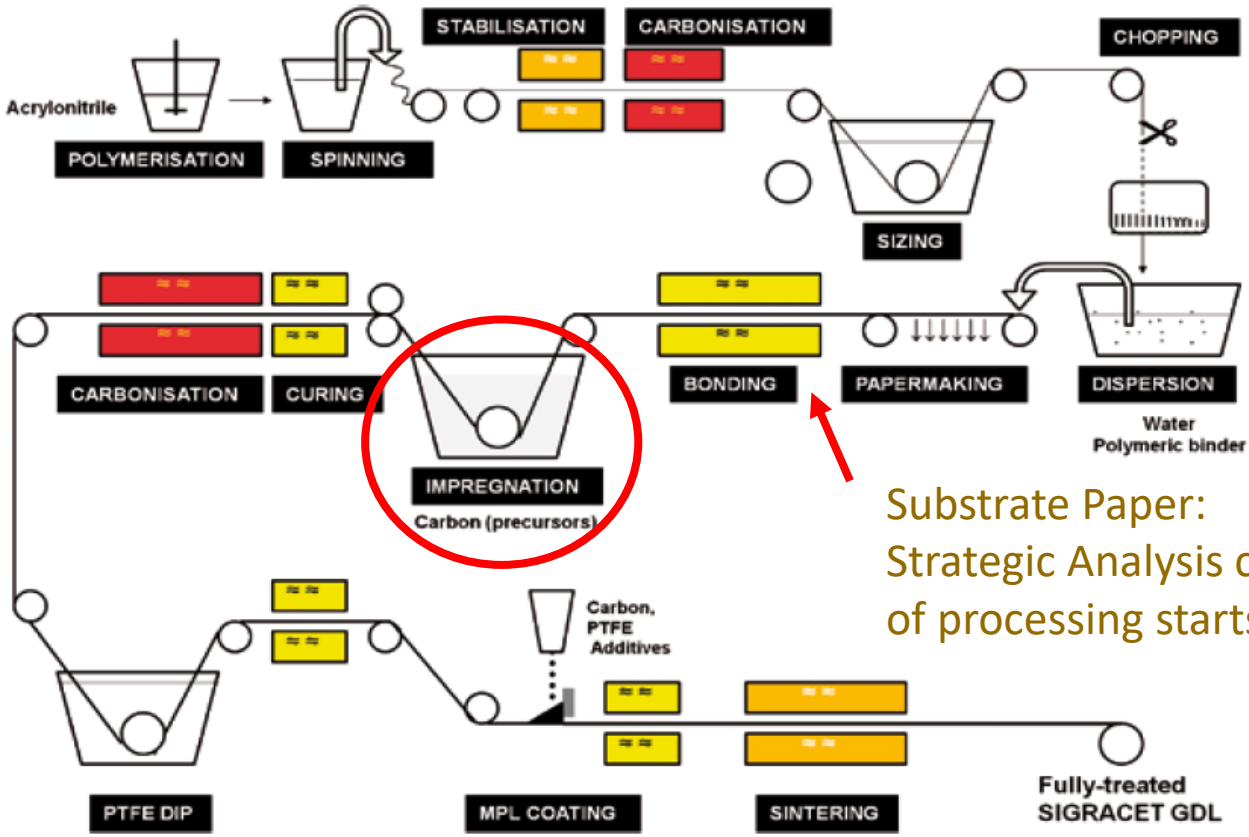 STABILISATION
CARBONISATION
CHOPPING
Acrylonitrile
POLYMERISATION
SPINNING
SIZING
CARBONISATION
CURING
BONDING
PAPERMAKING
DISPERSION
Water
Polymeric binder
IMPREGNATION
Carbon (precursors)
Substrate Paper:
Strategic Analysis
of processing starts
Carbon,
PTFE
Additives
PTFE DIP
MPL COATING
SINTERING
Fully-treated
SIGRACET GDL